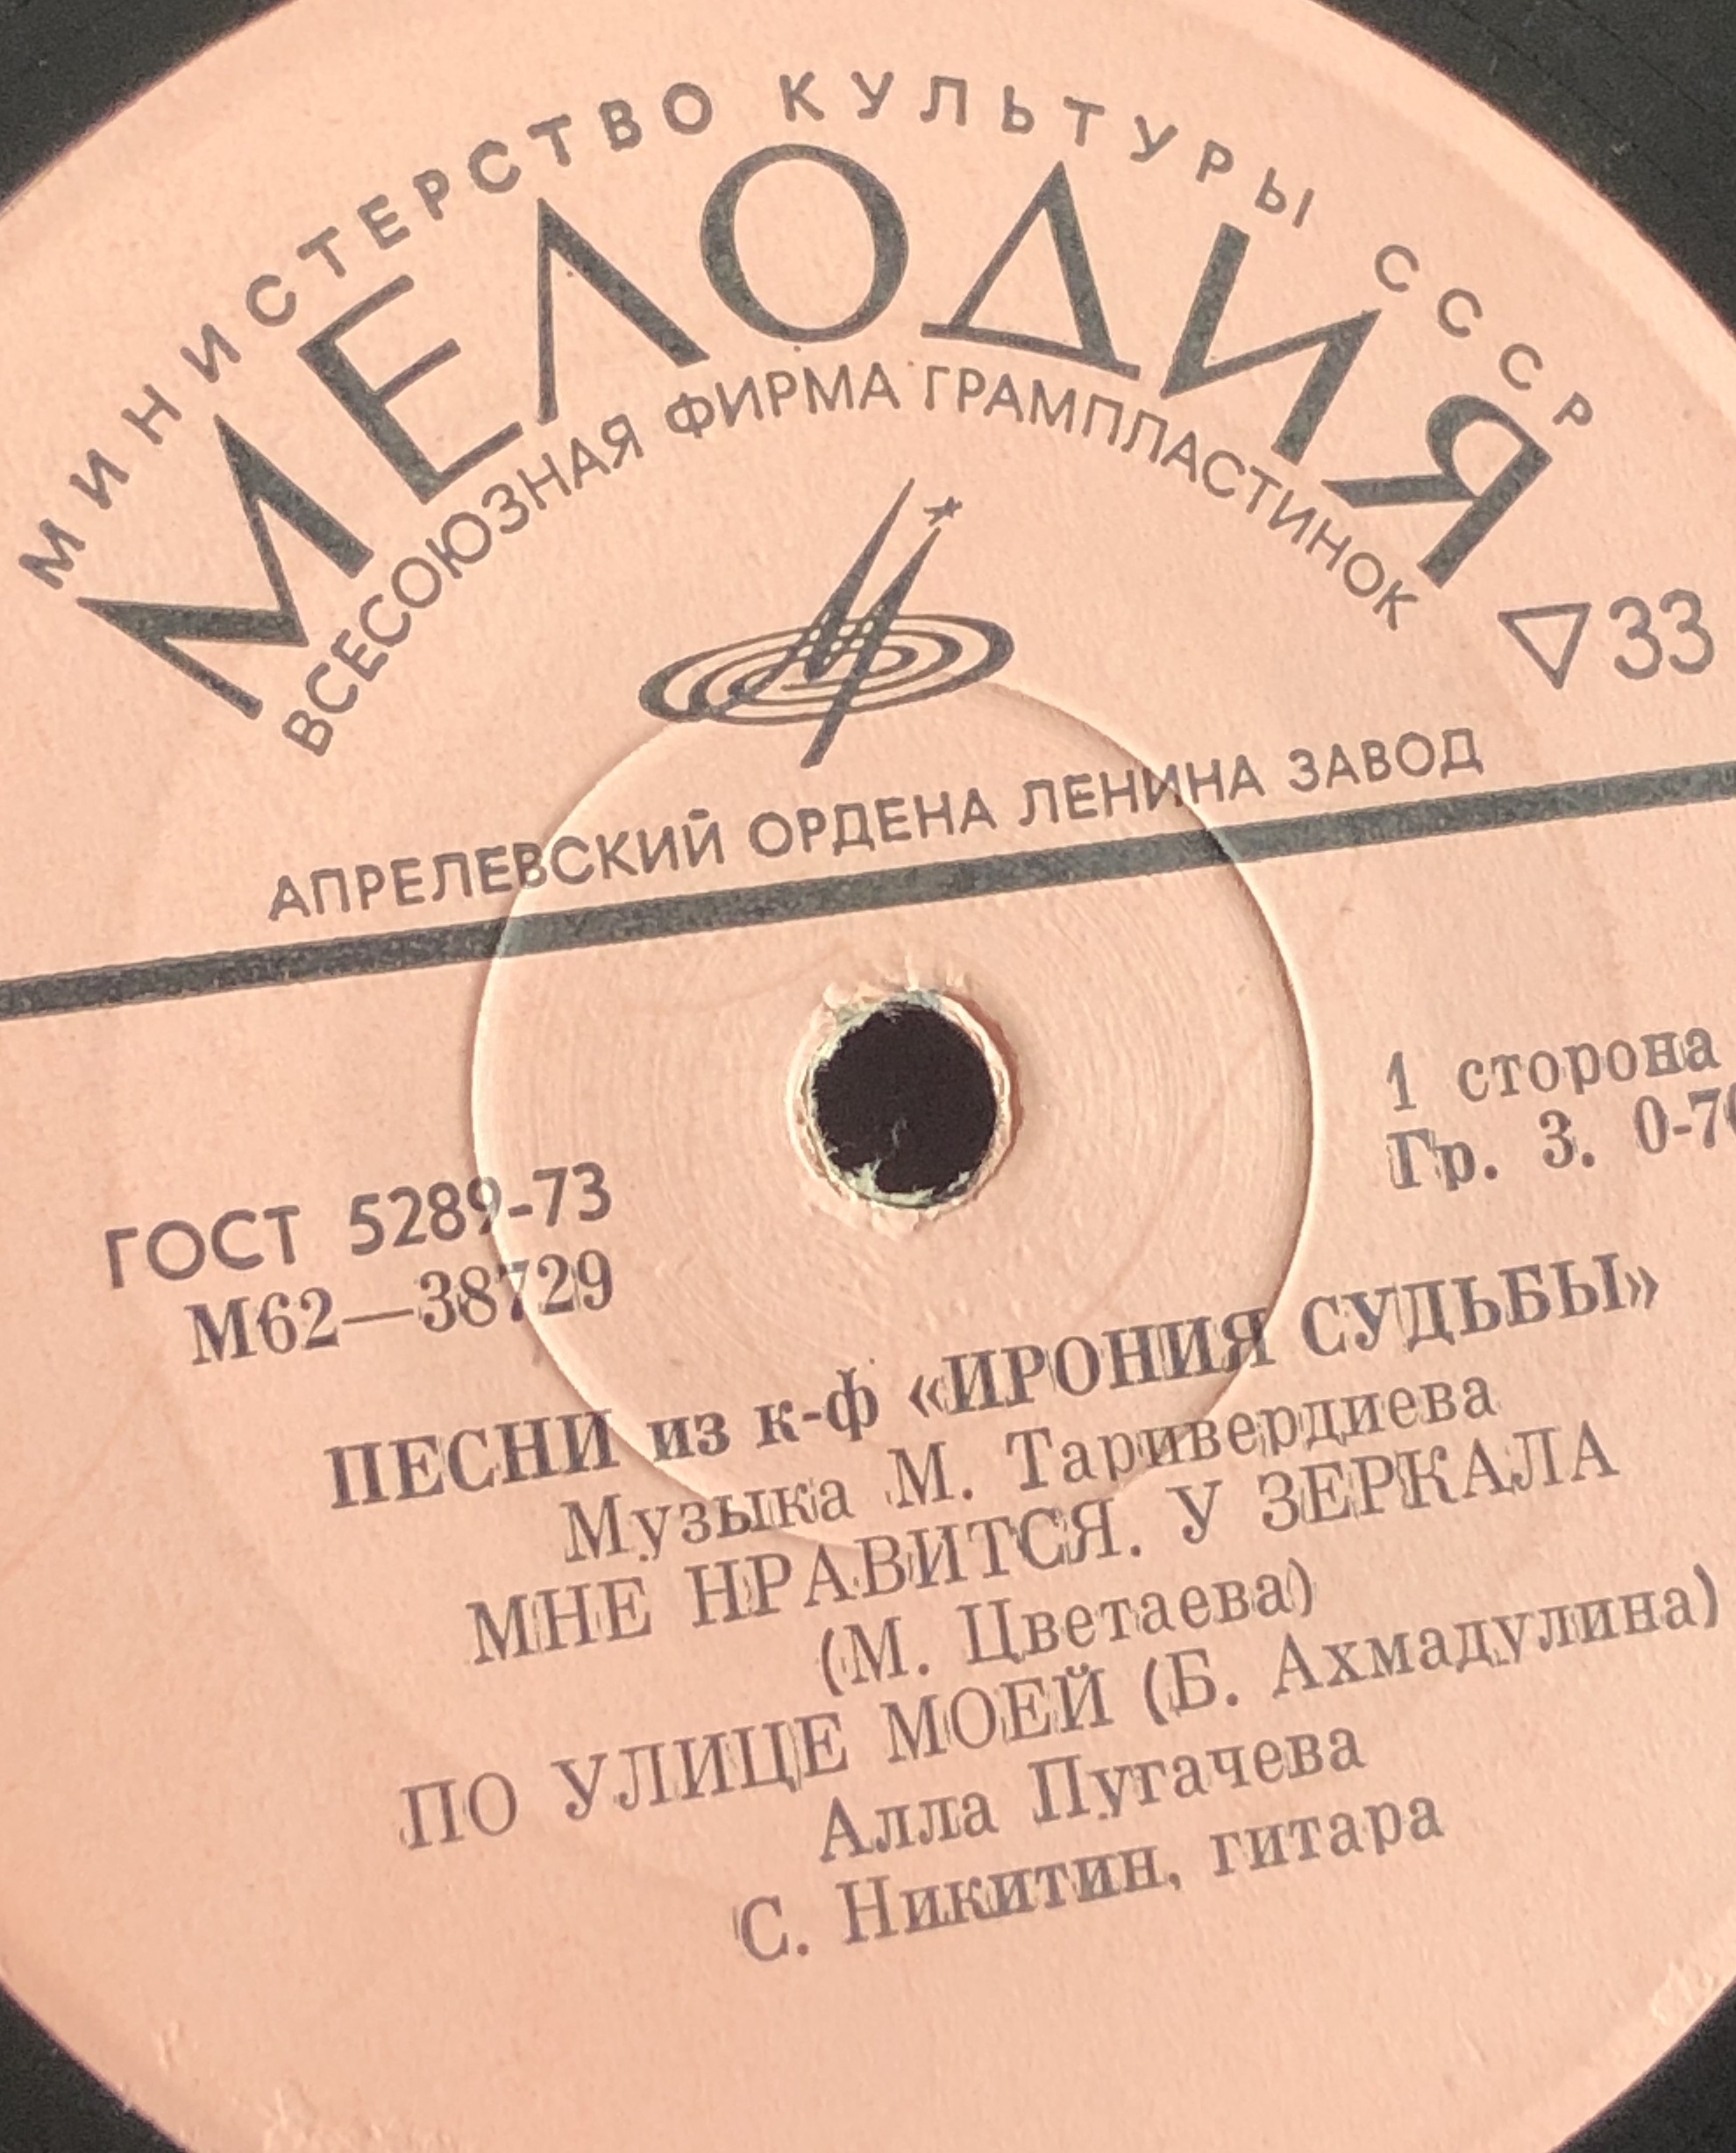 МИНИСТЕРСТВО КУЛЬТУРЫ СССР
МЕЛОДИЯ
ВСЕСОЮЗНАЯ ФИРМА ГРАМПЛАСТИНОК
33
АПРЕЛЕВСКИЙ ОРДЕНА ЛЕНИНА ЗАВОД
1 сторона
Гр. 3.
ГОСТ 5289-73
М62—38729
ПЕСНИ из к-ф «ИРОНИЯ СУДЬБЫ»
Музыка М. Таривердиева
МНЕ НРАВИТСЯ. У ЗЕРКАЛА
(М. Цветаева)
ПО УЛИЦЕ МОЕЙ (Б. Ахмадулина)
Алла Пугачева
С. Никитин, гитара